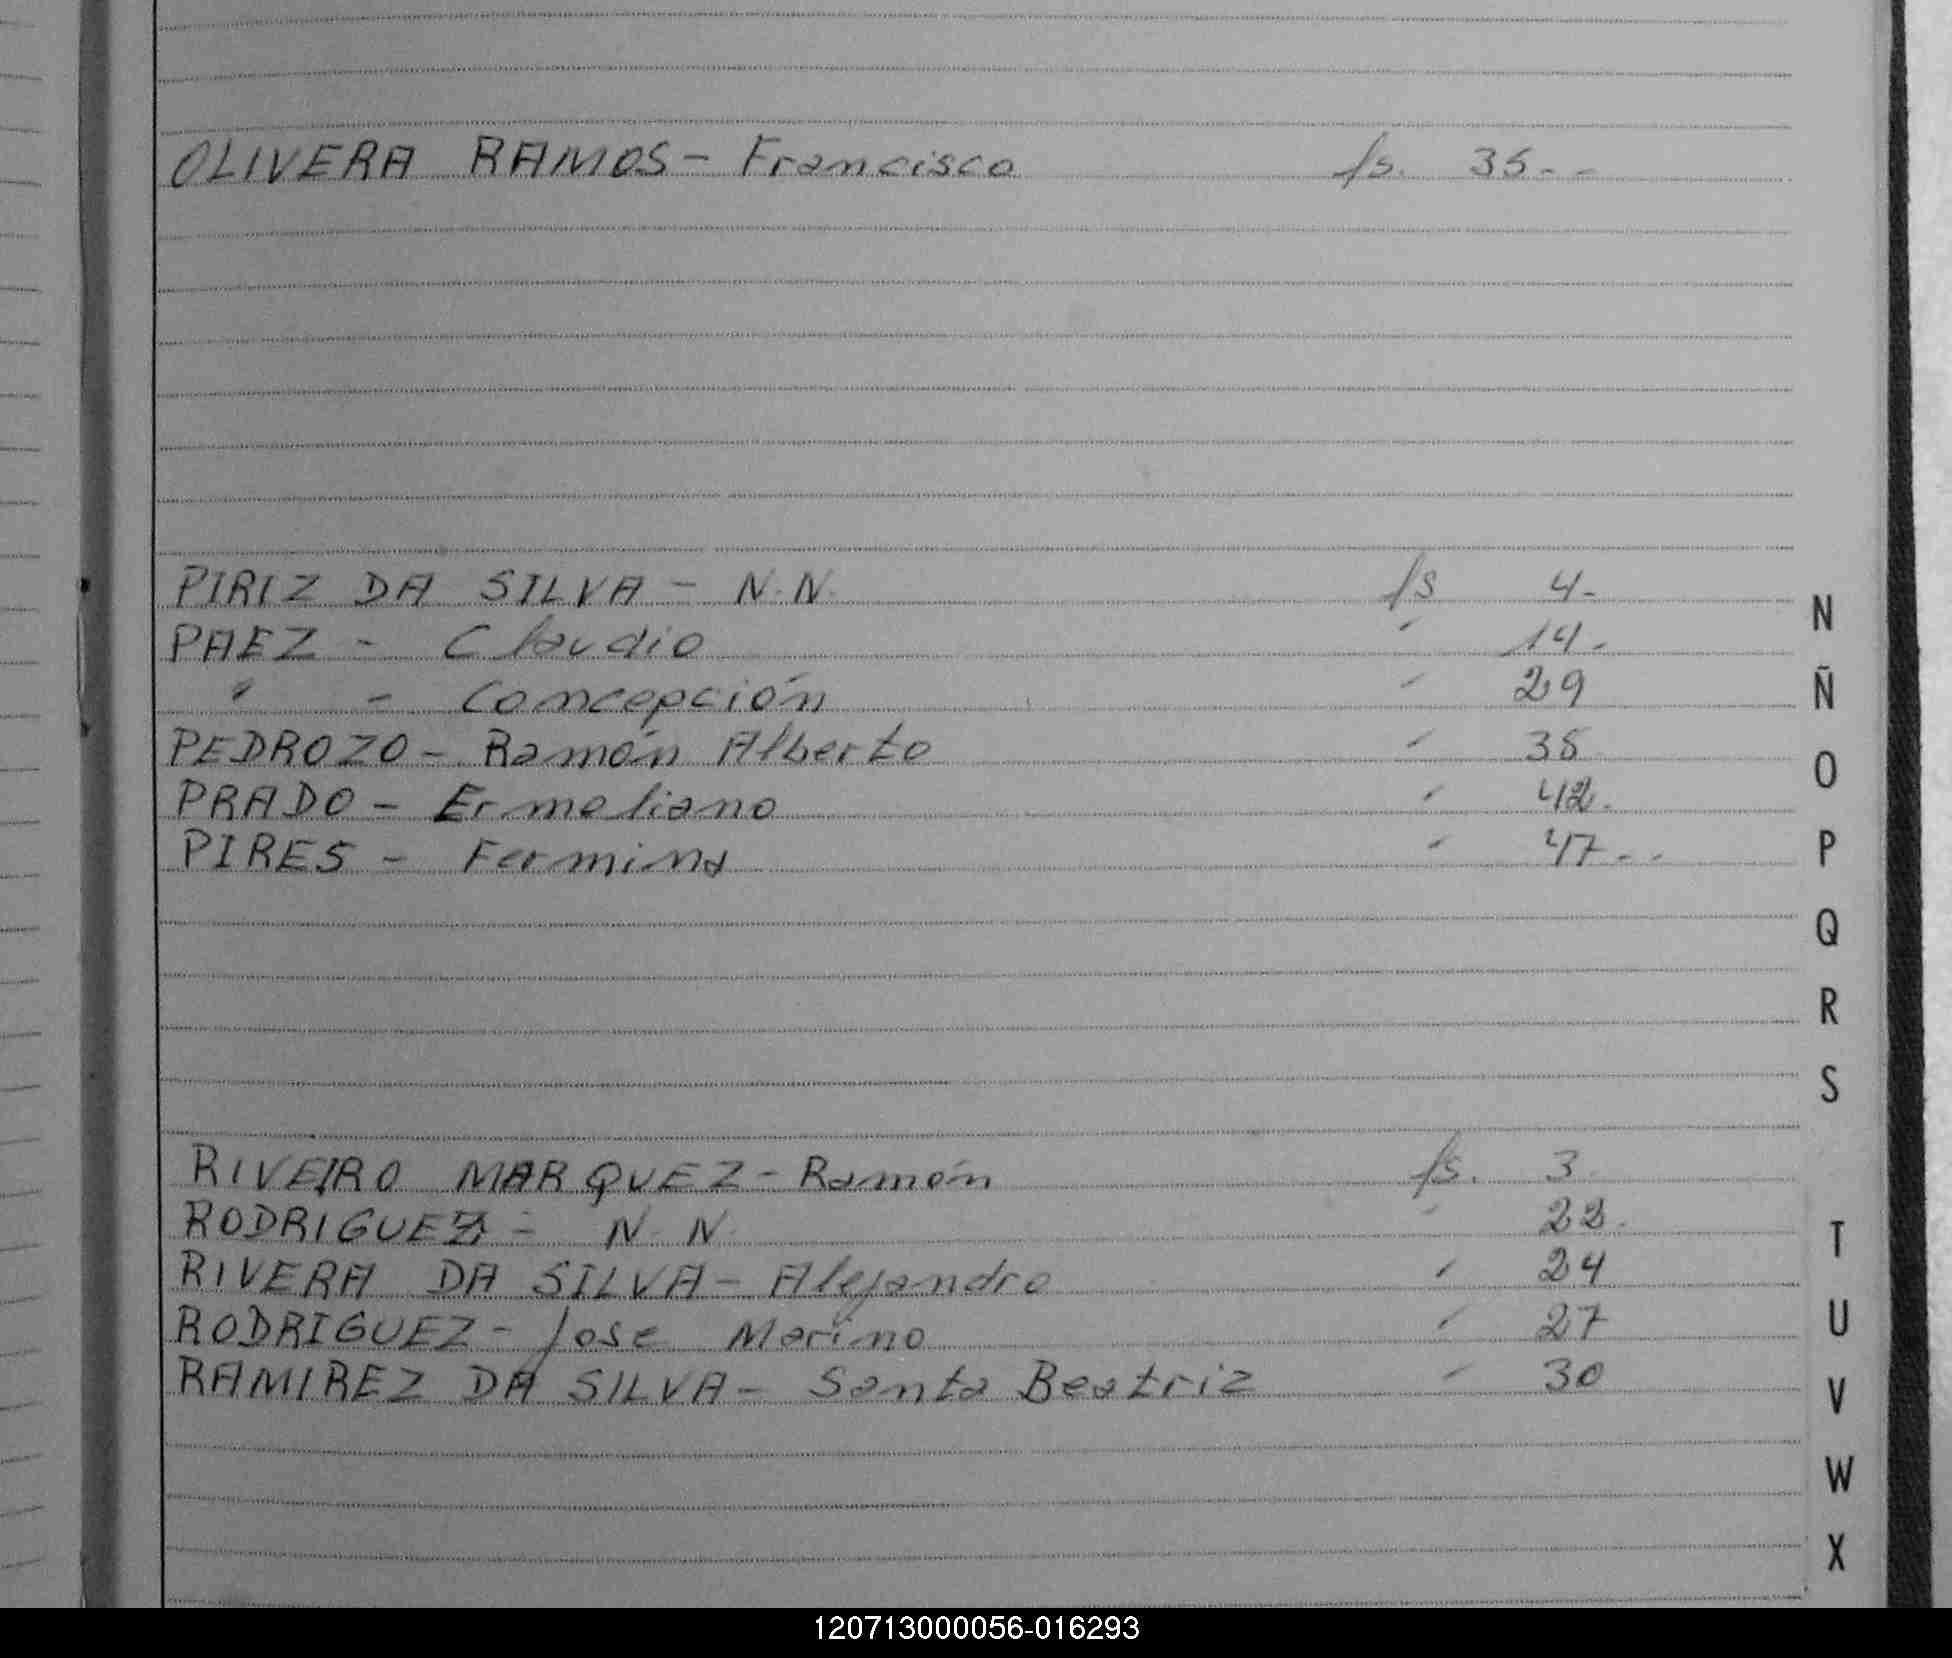 OLIVERA RAMOS - Francisco fs. 35--
PIRIZ DA SILVA - N.N. fs 4-
PAEZ - Claudio " 14-
" - Concepción " 29
PEDROZO - Ramón Alberto " 35
PRADO - Ermeliano " 42.
PIRES - Fermina " 47--
RIVEIRO MARQUEZ - Ramón fs. 3.
RODRIGUEZ - N. N. " 22.
RIVERA DA SILVA - Alejandro " 24
RODRIGUEZ - Jose Marino " 27
RAMIREZ DA SILVA - Santa Beatriz " 30
N
Ñ
O
P
Q
R
S
T
U
V
W
X
120713000056-016293